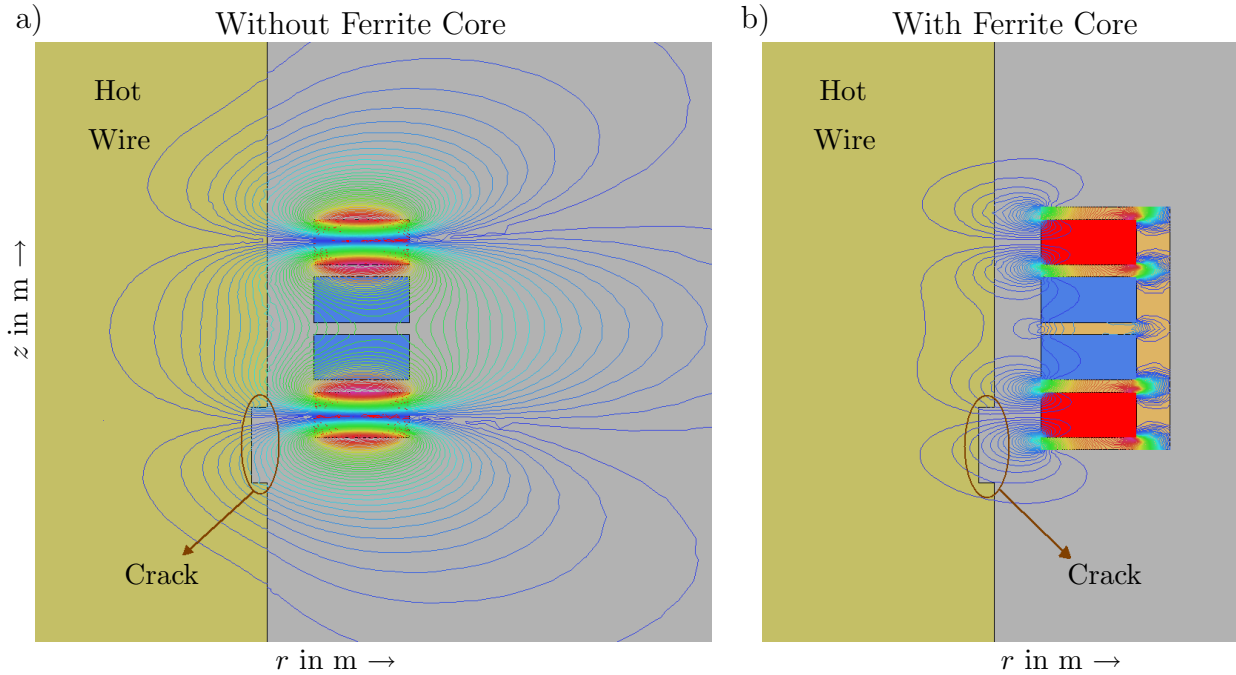 a)
Without Ferrite Core
Hot
Wire
Crack
z in m →
r in m →
b)
With Ferrite Core
Hot
Wire
Crack
r in m →